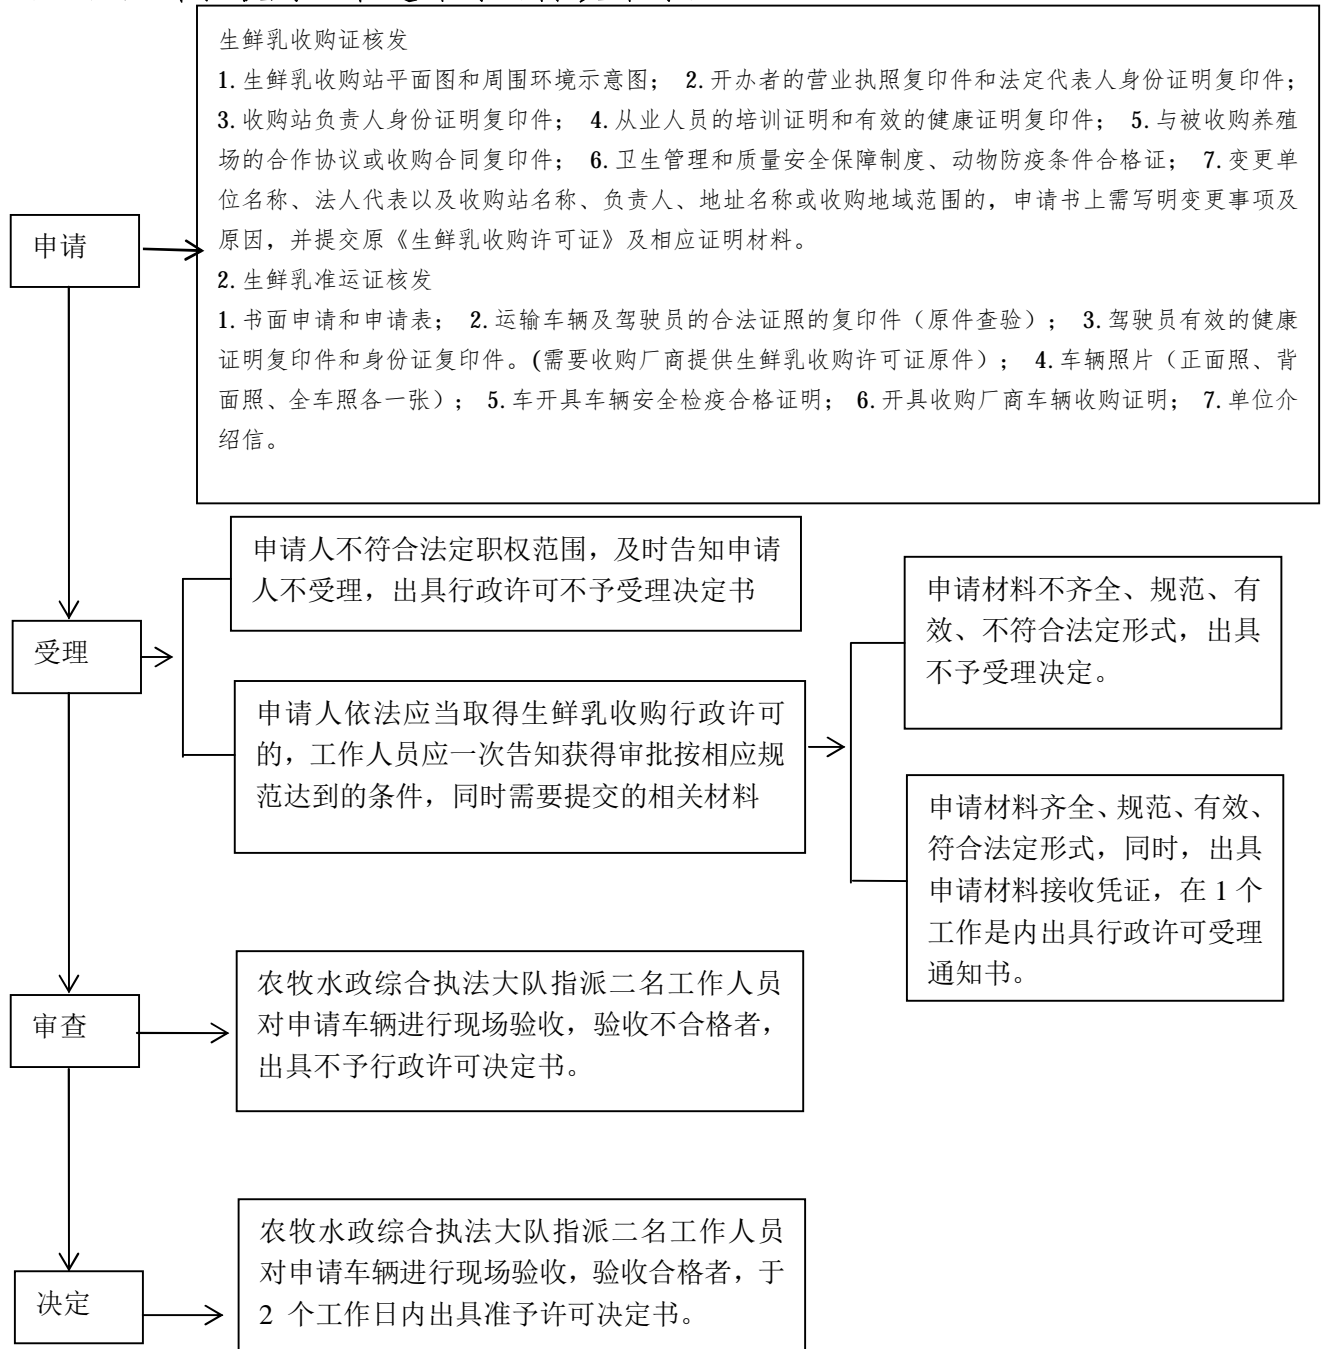 生鲜乳收购证核发
1.生鲜乳收购站平面图和周围环境示意图； 2.开办者的营业执照复印件和法定代表人身份证明复印件；
3.收购站负责人身份证明复印件； 4.从业人员的培训证明和有效的健康证明复印件； 5.与被收购养殖
场的合作协议或收购合同复印件； 6.卫生管理和质量安全保障制度、动物防疫条件合格证； 7.变更单
位名称、法人代表以及收购站名称、负责人、地址名称或收购地域范围的，申请书上需写明变更事项及
原因，并提交原《生鲜乳收购许可证》及相应证明材料。
2.生鲜乳准运证核发
1.书面申请和申请表； 2.运输车辆及驾驶员的合法证照的复印件（原件查验）； 3.驾驶员有效的健康
证明复印件和身份证复印件。(需要收购厂商提供生鲜乳收购许可证原件）； 4.车辆照片（正面照、背
面照、全车照各一张）； 5.车开具车辆安全检疫合格证明； 6.开具收购厂商车辆收购证明； 7.单位介
绍信。
申请
申请人不符合法定职权范围，及时告知申请
人不受理，出具行政许可不予受理决定书
受理
申请人依法应当取得生鲜乳收购行政许可
的，工作人员应一次告知获得审批按相应规
范达到的条件，同时需要提交的相关材料
申请材料不齐全、规范、有
效、不符合法定形式，出具
不予受理决定。
申请材料齐全、规范、有效、
符合法定形式，同时，出具
申请材料接收凭证，在 1 个
工作是内出具行政许可受理
通知书。
审查
农牧水政综合执法大队指派二名工作人员
对申请车辆进行现场验收，验收不合格者，
出具不予行政许可决定书。
决定
农牧水政综合执法大队指派二名工作人员
对申请车辆进行现场验收，验收合格者，于
2 个工作日内出具准予许可决定书。